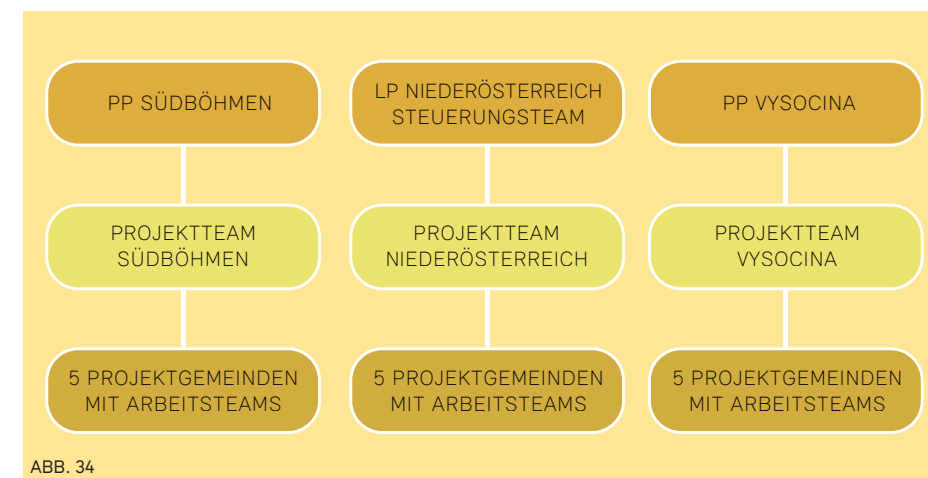 PP SÜDBÖHMEN
LP NIEDERÖSTERREICH
STEUERUNGSTEAM
PP VYSOCINA
PROJEKTTEAM
SÜDBÖHMEN
PROJEKTTEAM
NIEDERÖSTERREICH
PROJEKTTEAM
VYSOCINA
5 PROJEKTGEMEINDEN
MIT ARBEITSTEAMS
5 PROJEKTGEMEINDEN
MIT ARBEITSTEAMS
5 PROJEKTGEMEINDEN
MIT ARBEITSTEAMS
ABB. 34